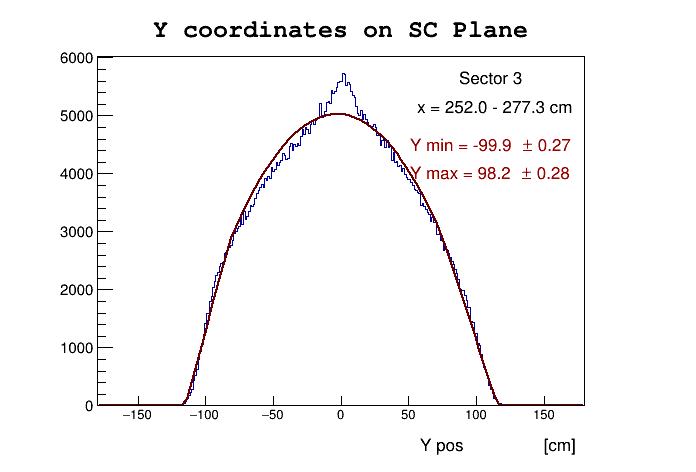 Y coordinates on SC Plane
6000
5000
4000
3000
2000
1000
0
Sector 3
x = 252.0 - 277.3 cm
Y min = -99.9 ± 0.27
Y max = 98.2 ± 0.28
−150 −100 −50 0 50 100 150
Y pos [cm]